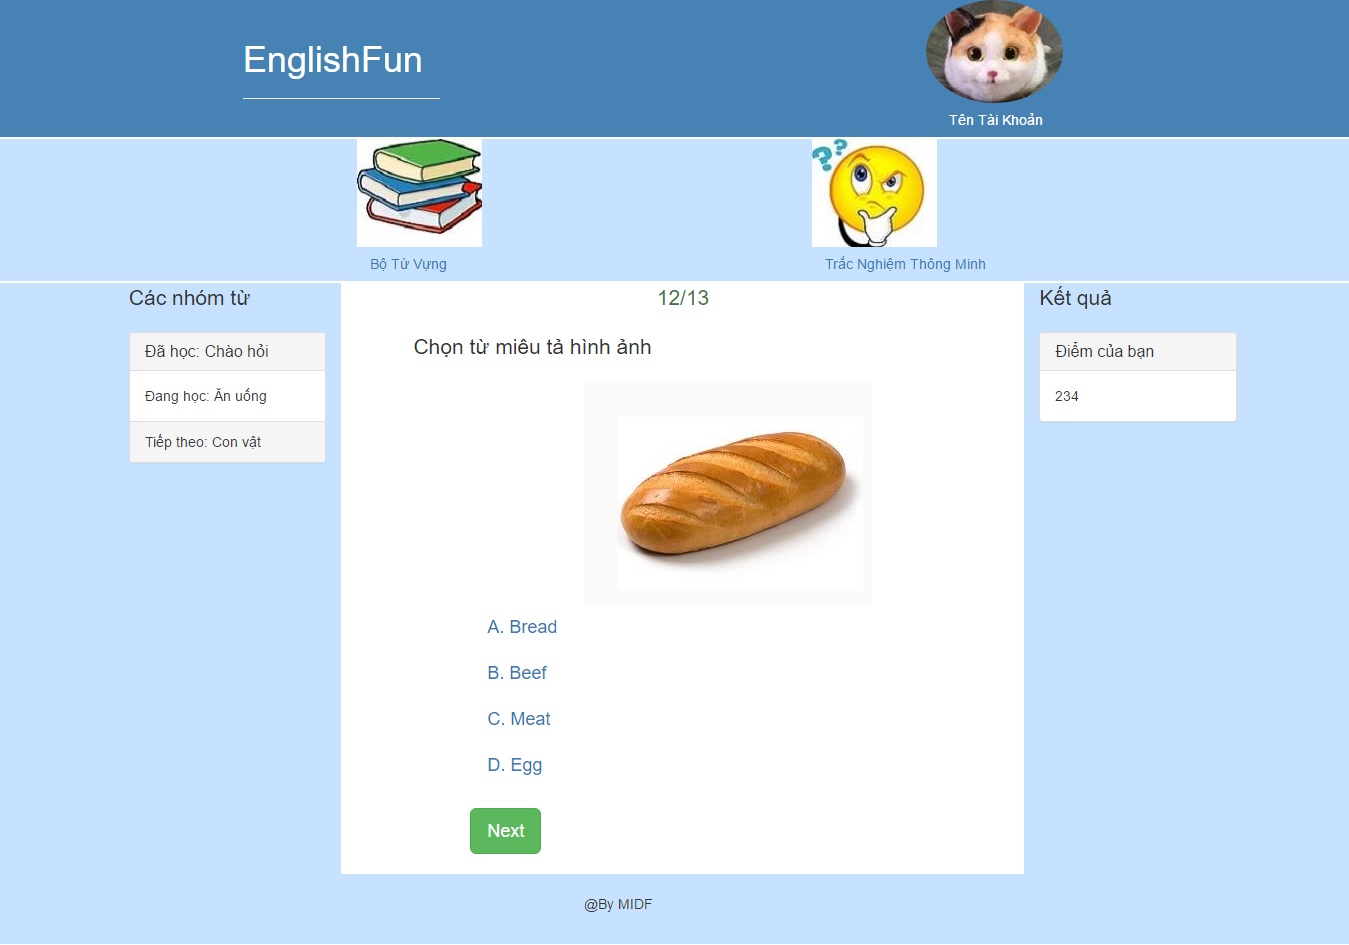 EnglishFun
Tên Tài Khoản
??
Bộ Từ Vựng
Trắc Nghiệm Thông Minh
Các nhóm từ
Đã học: Chào hỏi
Đang học: Ăn uống
Tiếp theo: Con vật
12/13
Chọn từ miêu tả hình ảnh
A. Bread
B. Beef
C. Meat
D. Egg
Next
Kết quả
Điểm của bạn
234
@By MIDF